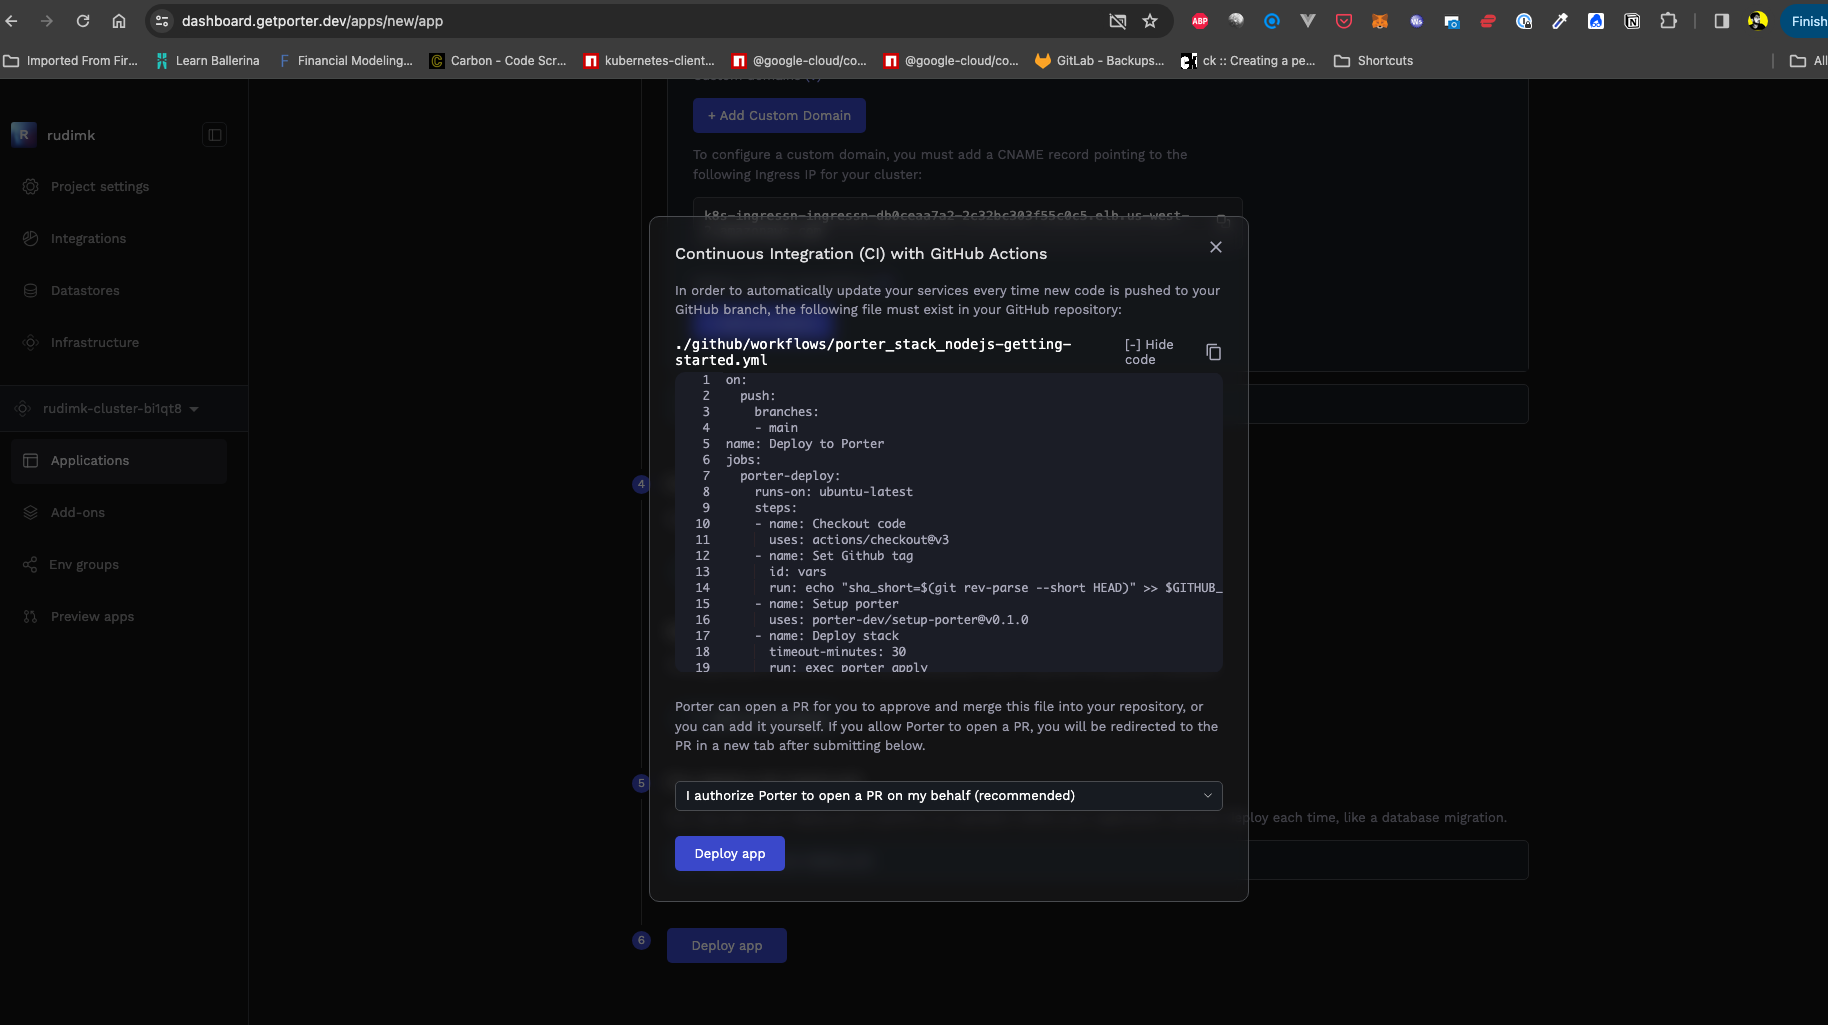 dashboard.getporter.dev/apps/new/app
ABP
Finish
Imported From Fir...
Learn Ballerina
Financial Modeling...
Carbon - Code Scr...
kubernetes-client...
@google-cloud/co...
@google-cloud/co...
GitLab - Backups...
ck :: Creating a pe...
Shortcuts
All
R
rudimk
Project settings
Integrations
Datastores
Infrastructure
rudimk-cluster-bi1qt8
Applications
Add-ons
Env groups
Preview apps
+ Add Custom Domain
To configure a custom domain, you must add a CNAME record pointing to the
following Ingress IP for your cluster:
k8s-ingressn-ingressn-db0ceaa7a2-2c32bc303f55c0c5.elb.us-west-
Continuous Integration (CI) with GitHub Actions
In order to automatically update your services every time new code is pushed to your
GitHub branch, the following file must exist in your GitHub repository:
./github/workflows/porter_stack_nodejs-getting-
started.yml
[-] Hide
code
1 on:
2 push:
3 branches:
4 - main
5 name: Deploy to Porter
6 jobs:
7 porter-deploy:
8 runs-on: ubuntu-latest
9 steps:
10 - name: Checkout code
11 uses: actions/checkout@v3
12 - name: Set Github tag
13 id: vars
14 run: echo "sha_short=$(git rev-parse --short HEAD)" >> $GITHUB_
15 - name: Setup porter
16 uses: porter-dev/setup-porter@v0.1.0
17 - name: Deploy stack
18 timeout-minutes: 30
19 run: exec porter apply
Porter can open a PR for you to approve and merge this file into your repository, or
you can add it yourself. If you allow Porter to open a PR, you will be redirected to the
PR in a new tab after submitting below.
I authorize Porter to open a PR on my behalf (recommended)
Deploy app
4
5
ploy each time, like a database migration.
6
Deploy app